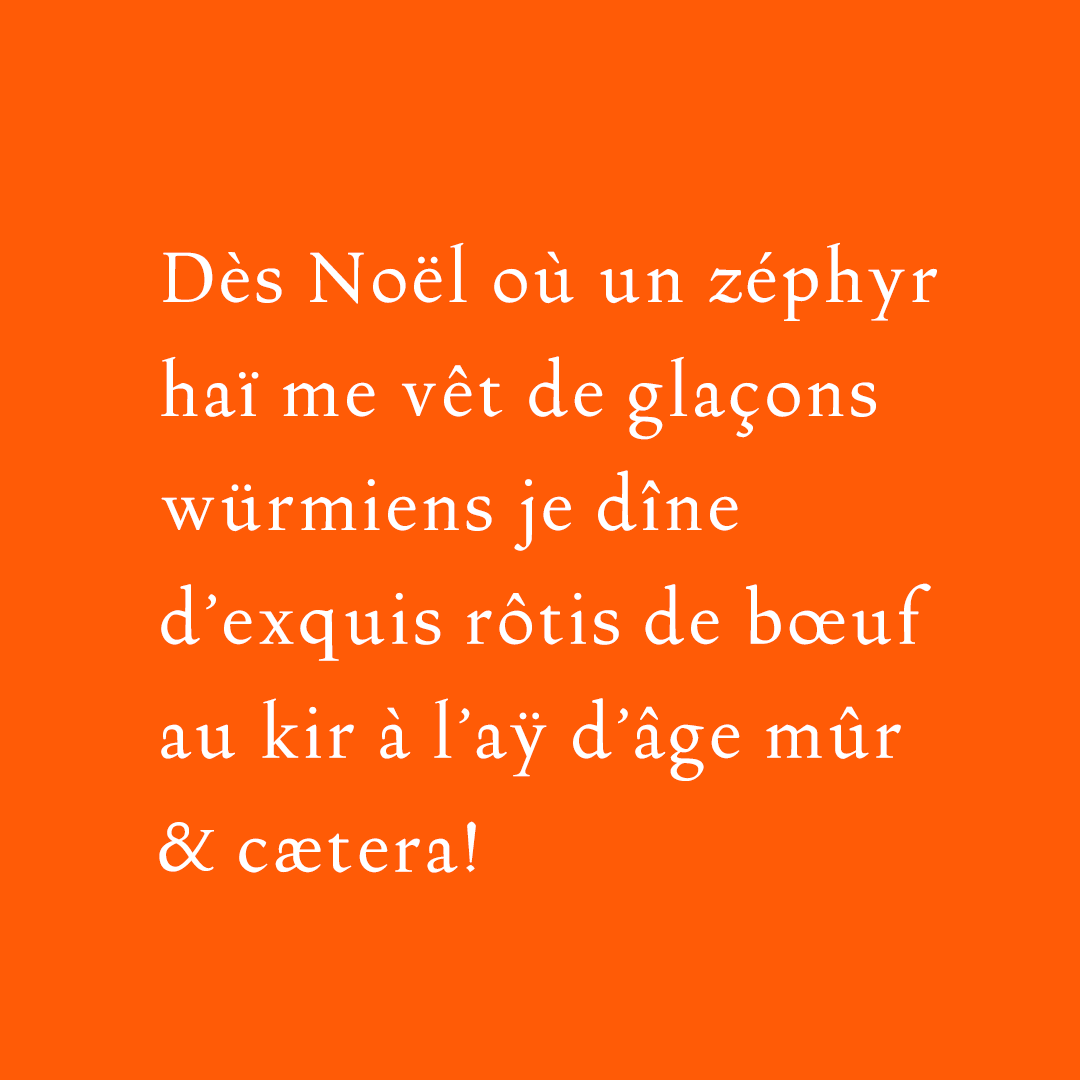 Dès Noël où un zéphyr
haï me vêt de glaçons
würmiens je dîne
d’exquis rôtis de bœuf
au kir à l’aÿ d’âge mûr
& cætera!